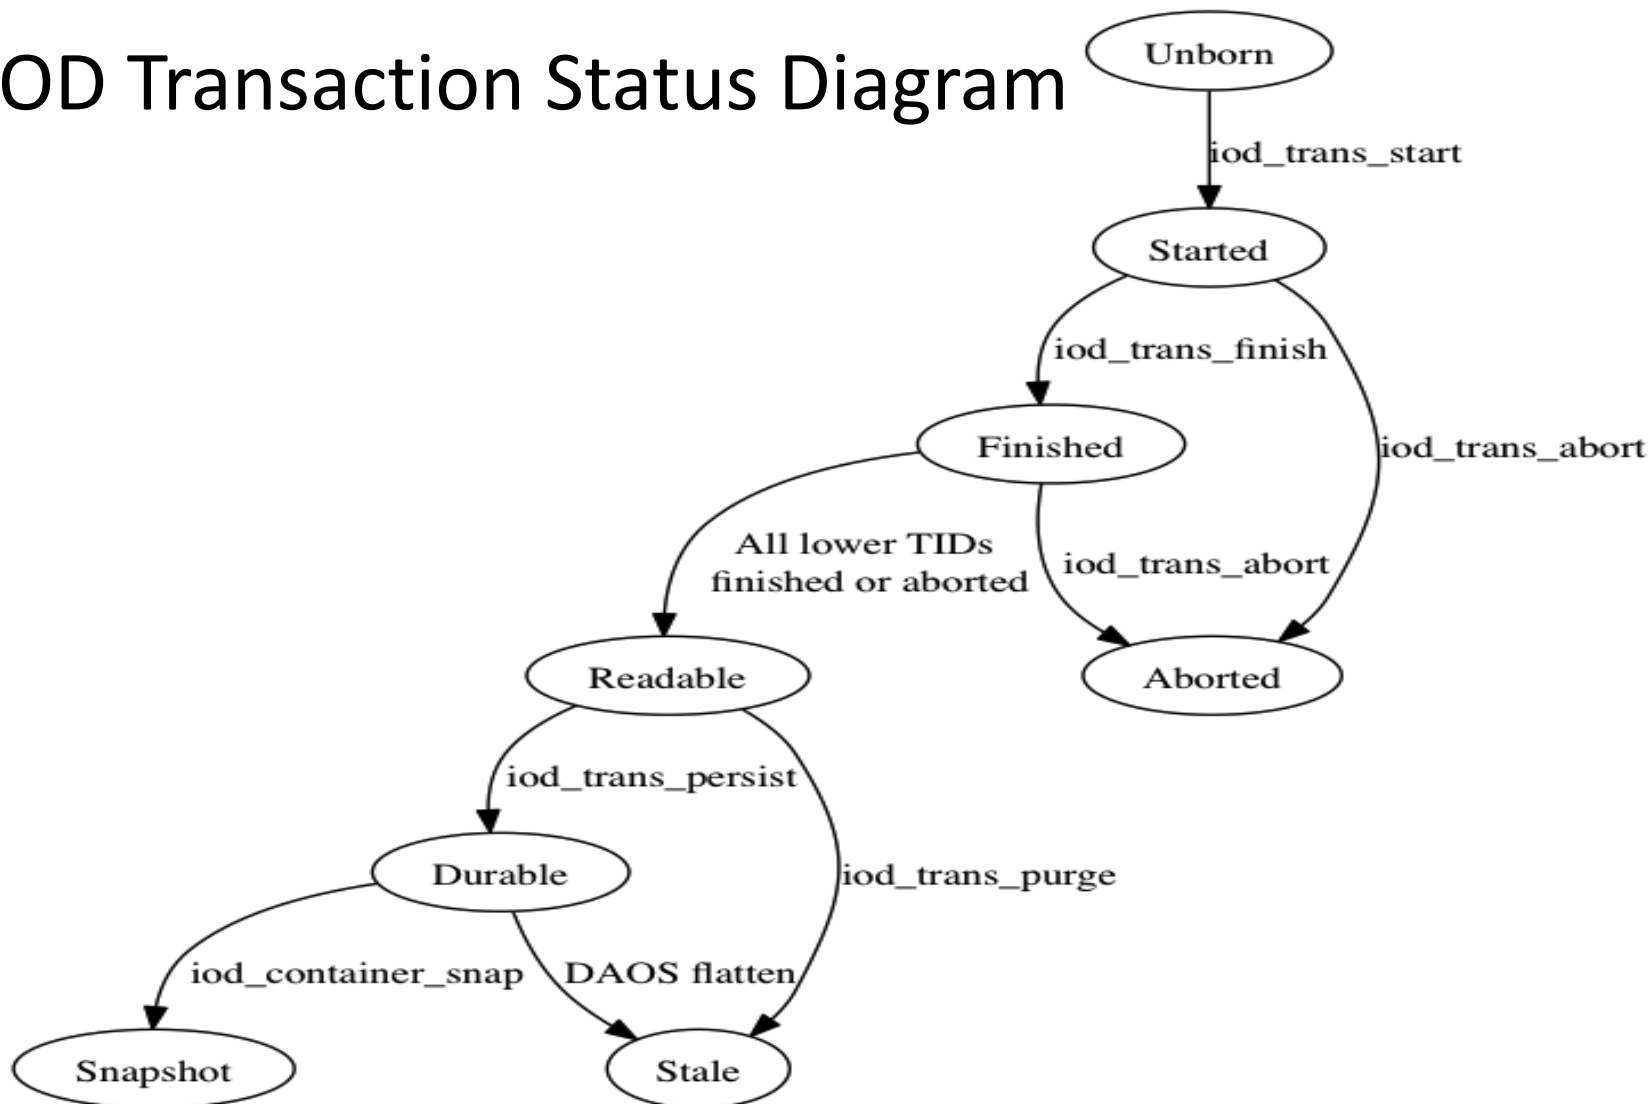 OD Transaction Status Diagram
Unborn
iod_trans_start
Started
iod_trans_finish
iod_trans_abort
Finished
All lower TIDs
finished or aborted
iod_trans_abort
Readable
Aborted
iod_trans_persist
iod_trans_purge
Durable
iod_container_snap
DAOS flatten
Snapshot
Stale